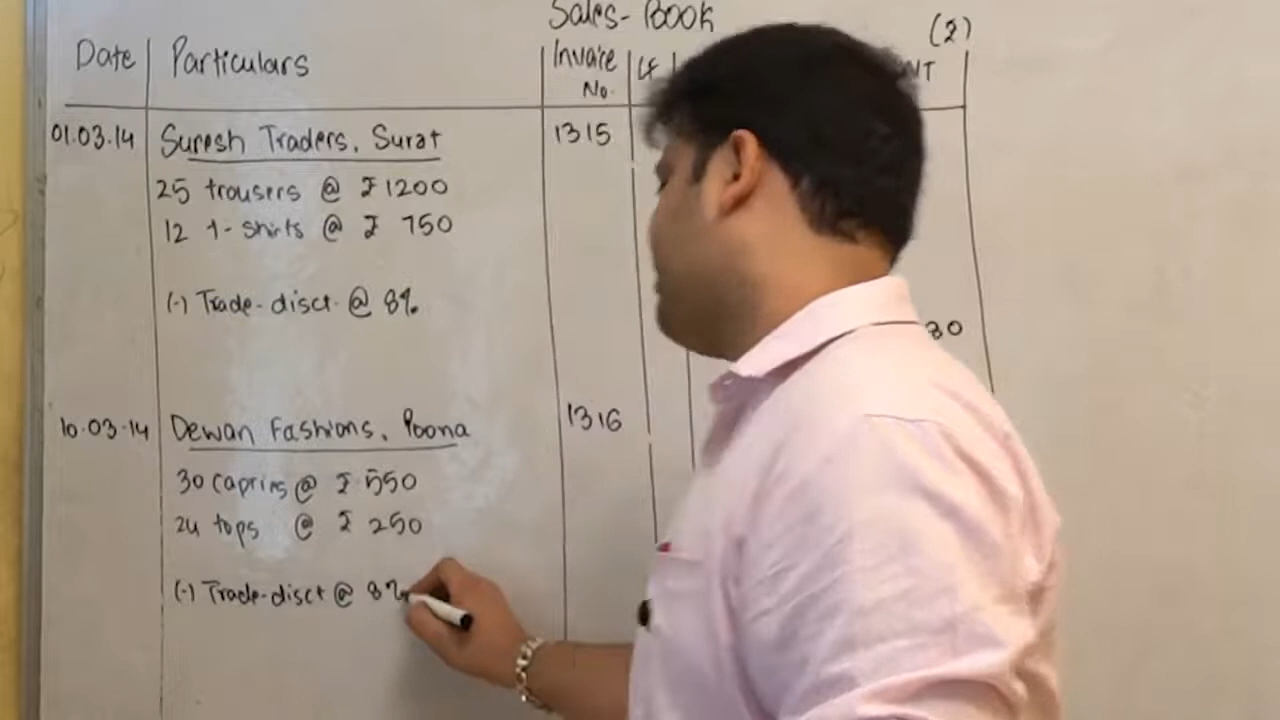 Sales-Book
(₹)
Date Particulars Invoice No. LF NT
01.03.14 Suresh Traders, Surat 1315
25 trousers @ ₹ 1200
12 t-shirts @ ₹ 750
(-) Trade-disct. @ 8%
30
10.03.14 Dewan Fashions, Poona 1316
30 capries @ ₹ 550
24 tops @ ₹ 250
(-) Trade-disct @ 8%